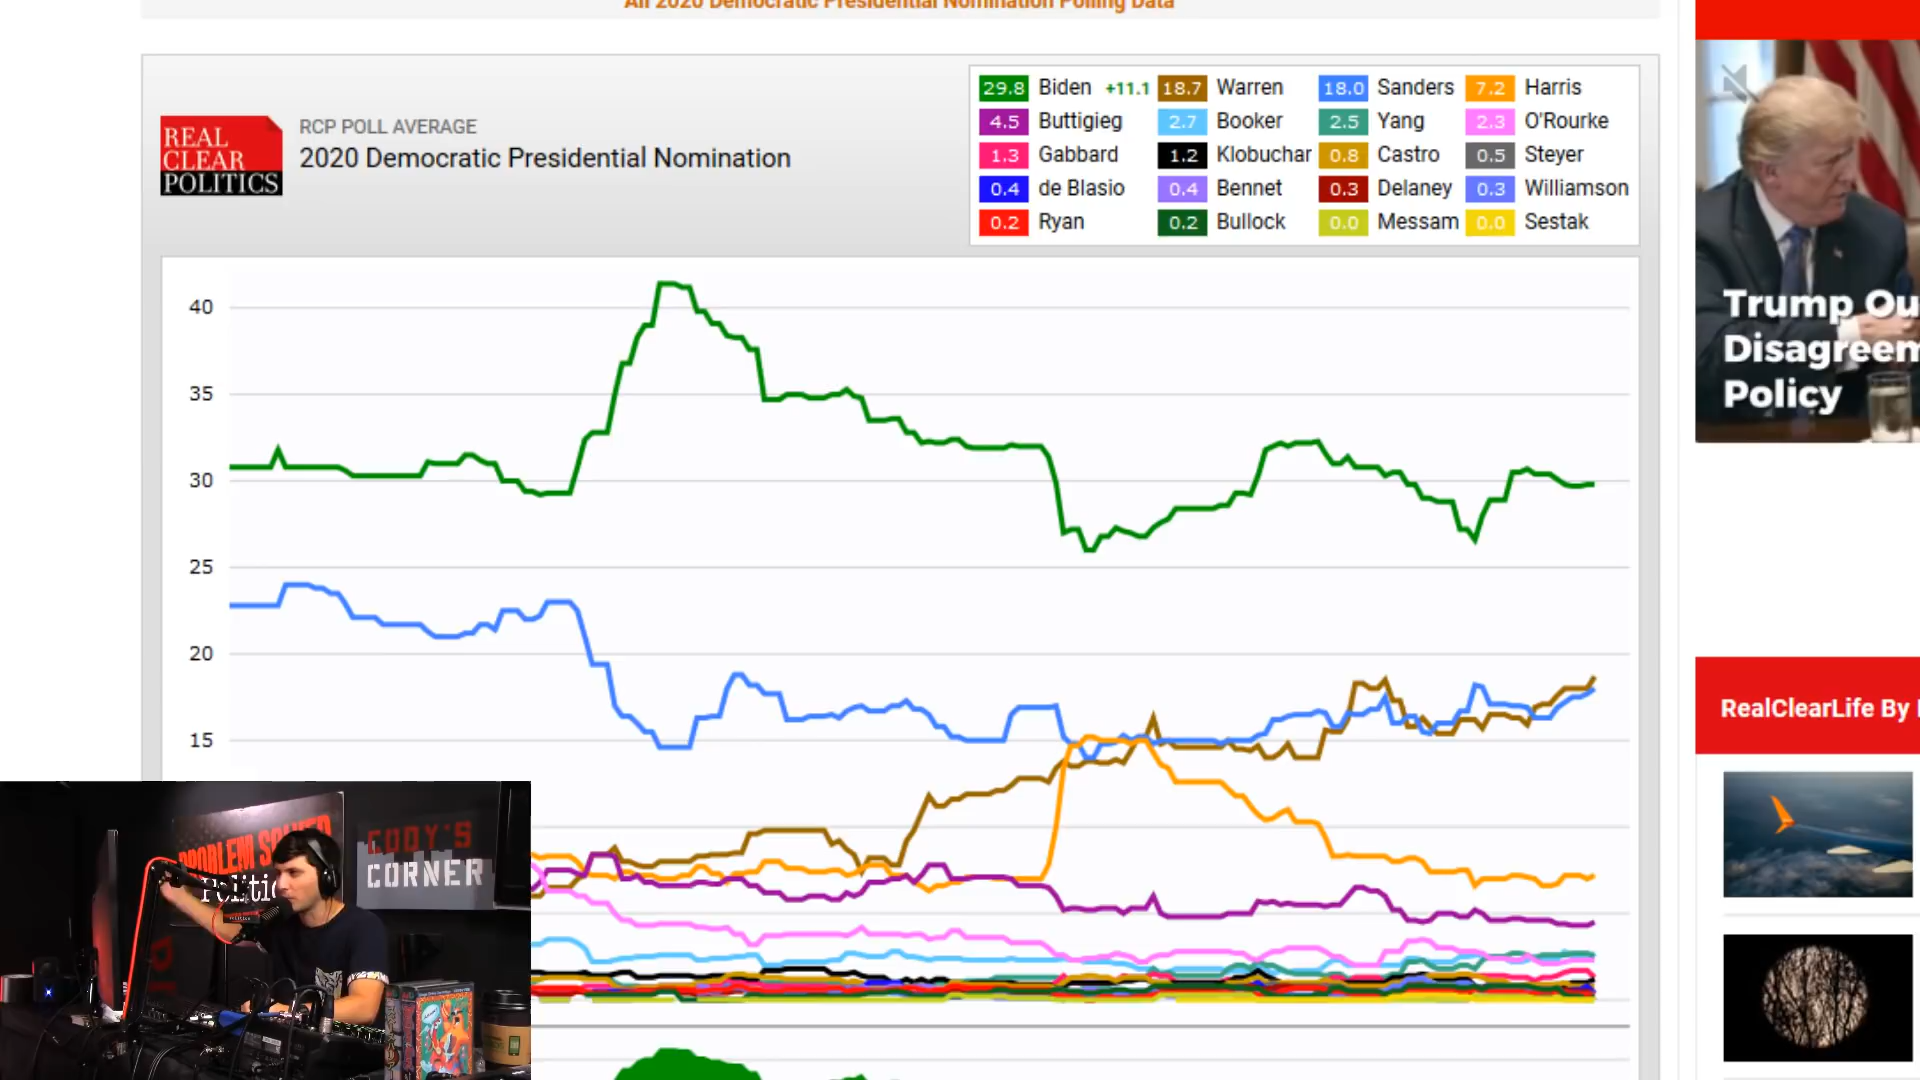 All 2020 Democratic Presidential Nomination Polling Data
REAL
CLEAR
POLITICS
RCP POLL AVERAGE
2020 Democratic Presidential Nomination
29.8 Biden +11.1 18.7 Warren 18.0 Sanders 7.2 Harris
4.5 Buttigieg 2.7 Booker 2.5 Yang 2.3 O'Rourke
1.3 Gabbard 1.2 Klobuchar 0.8 Castro 0.5 Steyer
0.4 de Blasio 0.4 Bennet 0.3 Delaney 0.3 Williamson
0.2 Ryan 0.2 Bullock 0.0 Messam 0.0 Sestak
40
35
30
25
20
15
Trump Ou
Disagreem
Policy
RealClearLife By
PROBLEM SOLVED
Politic
CODY'S
CORNER